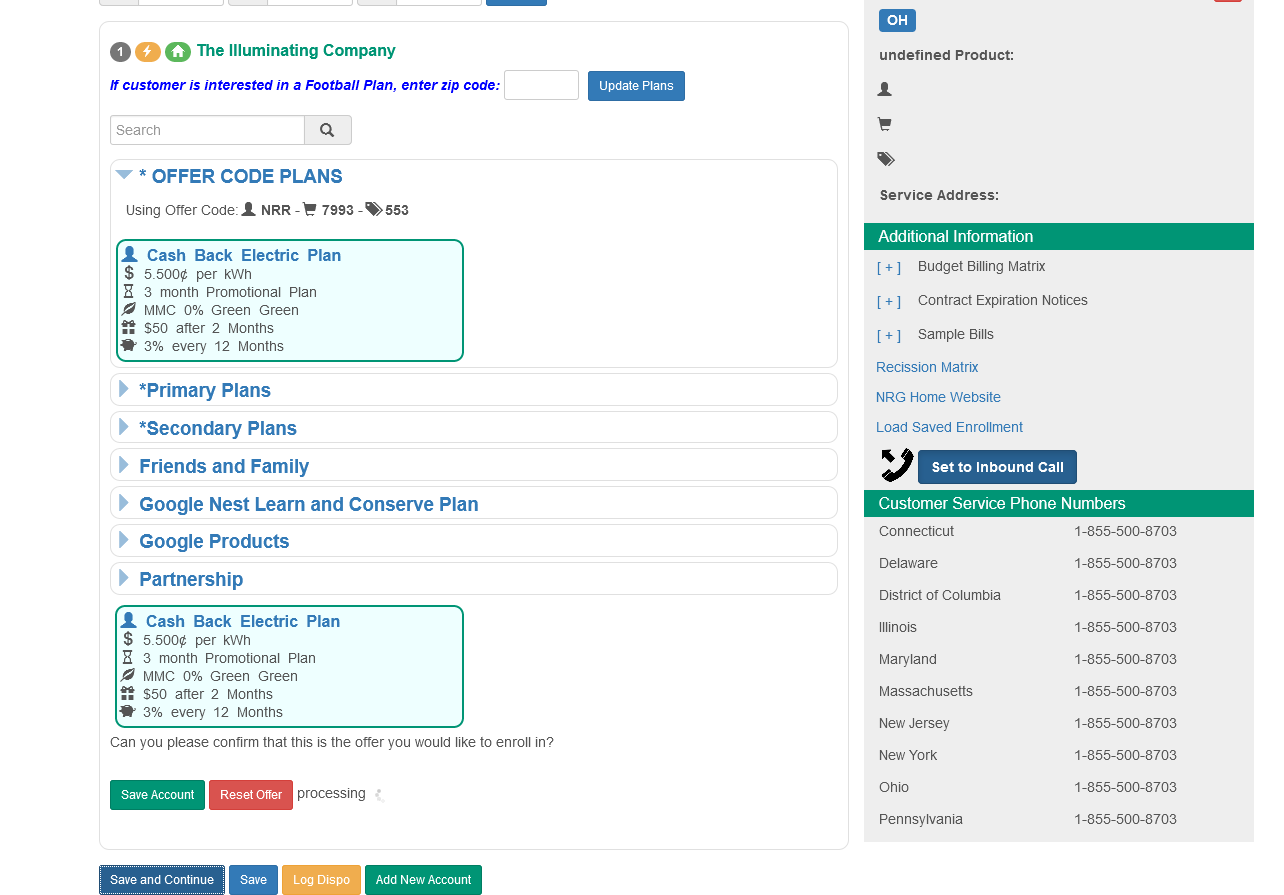 1 The Illuminating Company
If customer is interested in a Football Plan, enter zip code: Update Plans
Search
* OFFER CODE PLANS
Using Offer Code: NRR - 7993 - 553
Cash Back Electric Plan
$ 5.500¢ per kWh
3 month Promotional Plan
MMC 0% Green Green
$50 after 2 Months
3% every 12 Months
*Primary Plans
*Secondary Plans
Friends and Family
Google Nest Learn and Conserve Plan
Google Products
Partnership
Cash Back Electric Plan
$ 5.500¢ per kWh
3 month Promotional Plan
MMC 0% Green Green
$50 after 2 Months
3% every 12 Months
Can you please confirm that this is the offer you would like to enroll in?
Save Account Reset Offer processing
Save and Continue Save Log Dispo Add New Account
OH
undefined Product:
Service Address:
Additional Information
[ + ] Budget Billing Matrix
[ + ] Contract Expiration Notices
[ + ] Sample Bills
Recission Matrix
NRG Home Website
Load Saved Enrollment
Set to Inbound Call
Customer Service Phone Numbers
Connecticut 1-855-500-8703
Delaware 1-855-500-8703
District of Columbia 1-855-500-8703
Illinois 1-855-500-8703
Maryland 1-855-500-8703
Massachusetts 1-855-500-8703
New Jersey 1-855-500-8703
New York 1-855-500-8703
Ohio 1-855-500-8703
Pennsylvania 1-855-500-8703